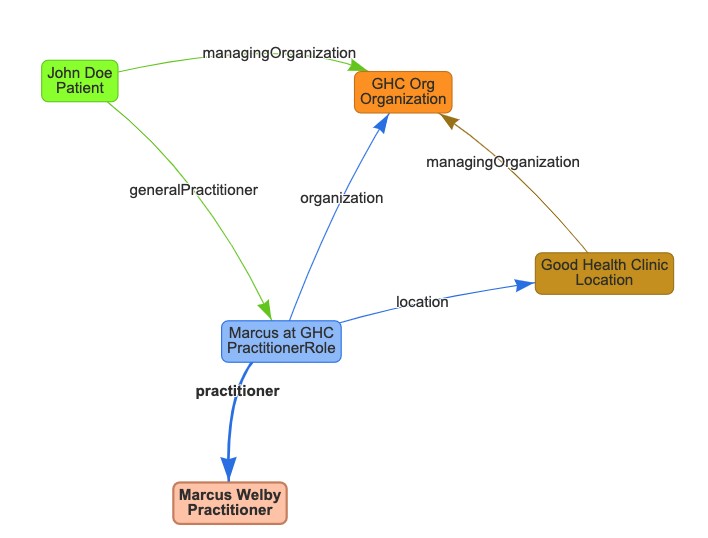 managingOrganization
John Doe
Patient
GHC Org
Organization
managingOrganization
generalPractitioner
organization
Good Health Clinic
Location
location
Marcus at GHC
PractitionerRole
practitioner
Marcus Welby
Practitioner